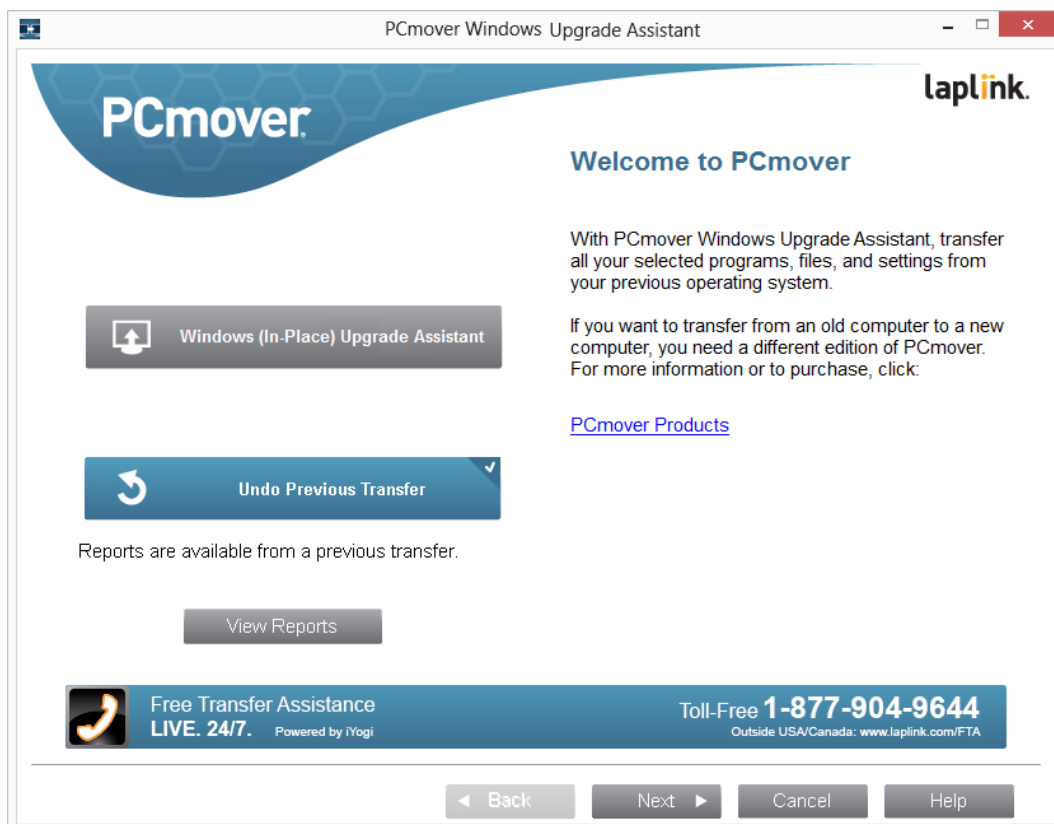 PCmover Windows Upgrade Assistant
PCmover
laplink.
Welcome to PCmover
With PCmover Windows Upgrade Assistant, transfer
all your selected programs, files, and settings from
your previous operating system.
If you want to transfer from an old computer to a new
computer, you need a different edition of PCmover.
For more information or to purchase, click:
PCmover Products
Windows (In-Place) Upgrade Assistant
Undo Previous Transfer
Reports are available from a previous transfer.
View Reports
Free Transfer Assistance
LIVE. 24/7. Powered by iYogi
Toll-Free 1-877-904-9644
Outside USA/Canada: www.laplink.com/FTA
Back
Next
Cancel
Help